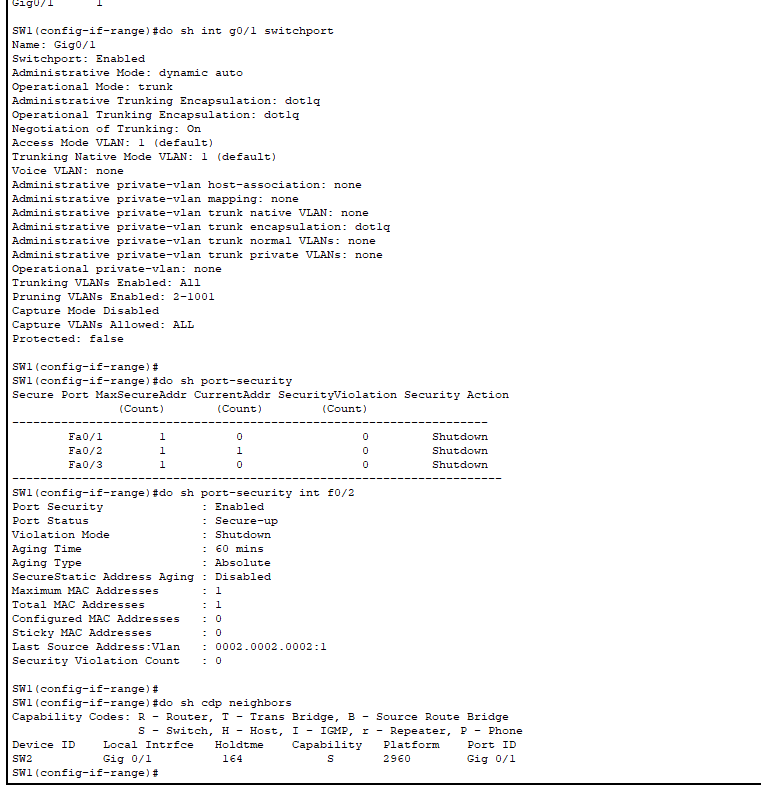 Gig0/1      1
SW1(config-if-range)#do sh int g0/1 switchport
Name: Gig0/1
Switchport: Enabled
Administrative Mode: dynamic auto
Operational Mode: trunk
Administrative Trunking Encapsulation: dot1q
Operational Trunking Encapsulation: dot1q
Negotiation of Trunking: On
Access Mode VLAN: 1 (default)
Trunking Native Mode VLAN: 1 (default)
Voice VLAN: none
Administrative private-vlan host-association: none
Administrative private-vlan mapping: none
Administrative private-vlan trunk native VLAN: none
Administrative private-vlan trunk encapsulation: dot1q
Administrative private-vlan trunk normal VLANs: none
Administrative private-vlan trunk private VLANs: none
Operational private-vlan: none
Trunking VLANs Enabled: All
Pruning VLANs Enabled: 2-1001
Capture Mode Disabled
Capture VLANs Allowed: ALL
Protected: false
SW1(config-if-range)#
SW1(config-if-range)#do sh port-security
Secure Port MaxSecureAddr CurrentAddr SecurityViolation Security Action
               (Count)       (Count)        (Count)
--------------------------------------------------------------------
        Fa0/1        1          0                 0         Shutdown
        Fa0/2        1          1                 0         Shutdown
        Fa0/3        1          0                 0         Shutdown
----------------------------------------------------------------------
SW1(config-if-range)#do sh port-security int f0/2
Port Security              : Enabled
Port Status                : Secure-up
Violation Mode             : Shutdown
Aging Time                 : 60 mins
Aging Type                 : Absolute
SecureStatic Address Aging : Disabled
Maximum MAC Addresses      : 1
Total MAC Addresses        : 1
Configured MAC Addresses   : 0
Sticky MAC Addresses       : 0
Last Source Address:Vlan   : 0002.0002.0002:1
Security Violation Count   : 0
SW1(config-if-range)#
SW1(config-if-range)#do sh cdp neighbors
Capability Codes: R - Router, T - Trans Bridge, B - Source Route Bridge
                  S - Switch, H - Host, I - IGMP, r - Repeater, P - Phone
Device ID    Local Intrfce   Holdtme    Capability   Platform    Port ID
SW2          Gig 0/1          164            S       2960        Gig 0/1
SW1(config-if-range)#